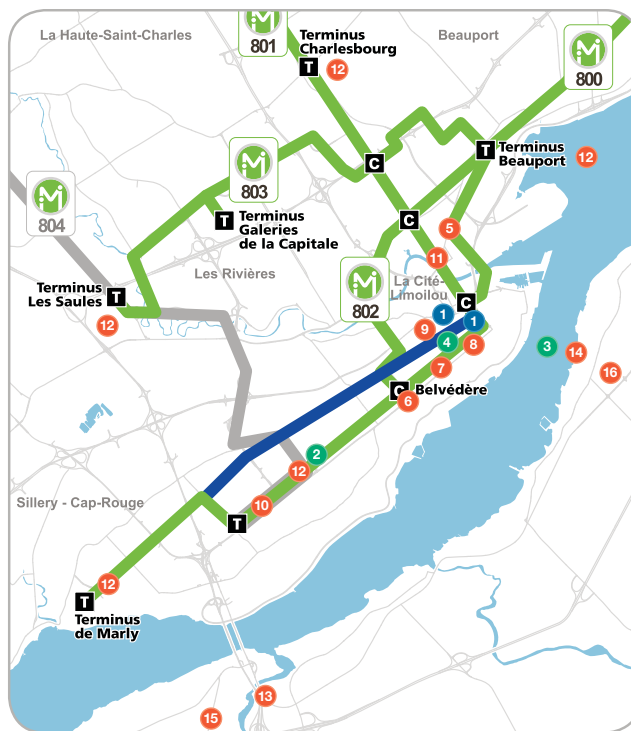 La Haute-Saint-Charles
801
Terminus
Charlesbourg
T
12
Beauport
800
C
T
Terminus
Beauport
12
803
804
T
Terminus
Galeries
de la Capitale
C
5
11
Les Rivières
La Cité-
Limoilou
Terminus
Les Saules
T
12
802
C
1
1
9
4
8
3
14
7
16
C
Belvédère
6
2
12
Sillery - Cap-Rouge
10
T
12
T
Terminus
de Marly
13
15